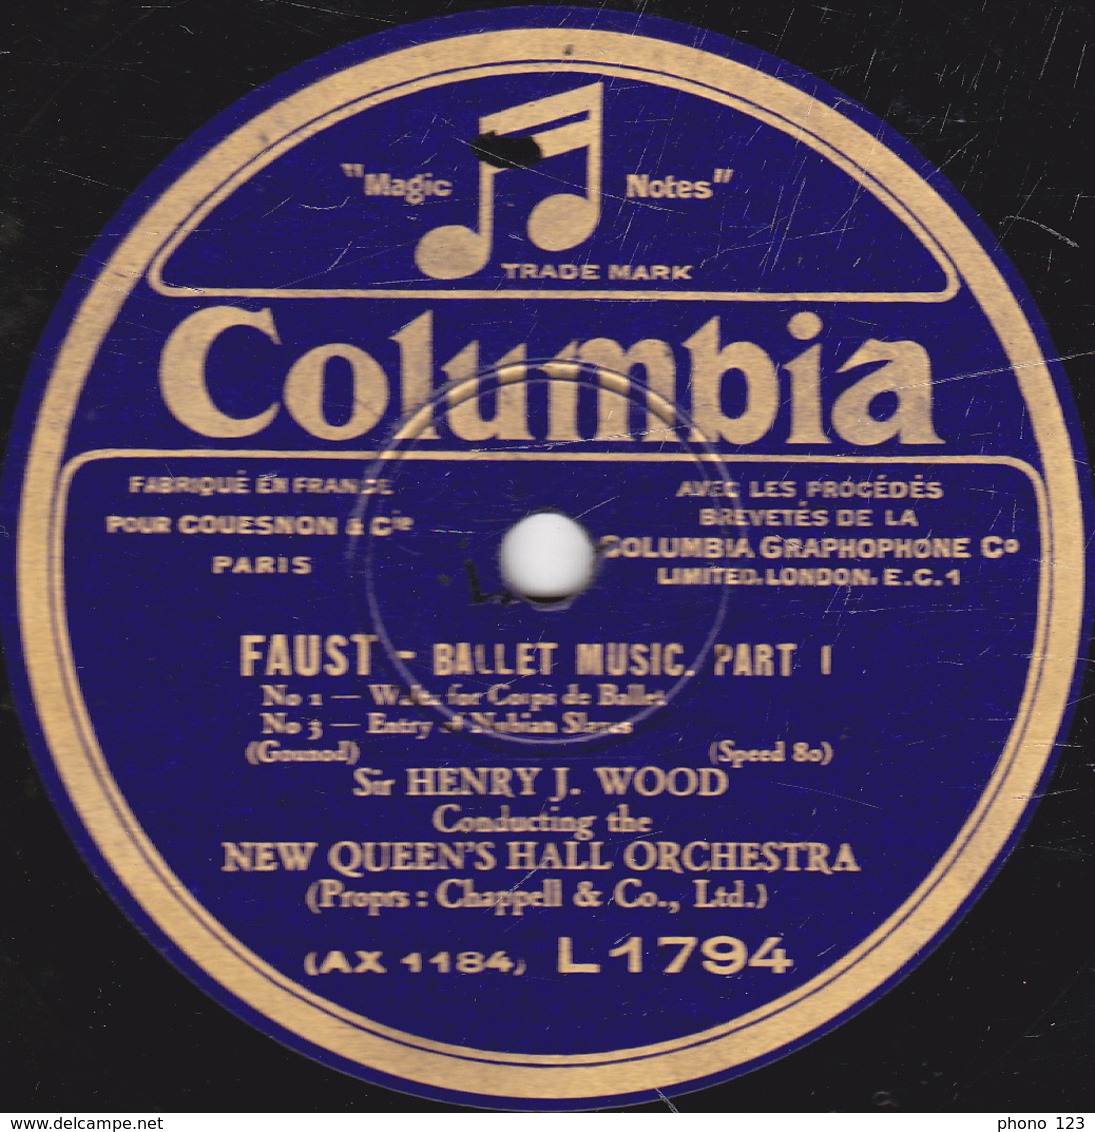 "Magic Notes"
TRADE MARK
Columbia
FABRIQUÉ EN FRANCE
POUR COUESNON & Cie
PARIS
AVEC LES PROCÉDÉS
BREVETÉS DE LA
COLUMBIA GRAPHOPHONE Co
LIMITED. LONDON. E.C.1
FAUST - BALLET MUSIC. PART 1
No 1 — Waltz for Corps de Ballet
No 3 — Entry of Nubian Slaves
(Gounod) (Speed 80)
Sir HENRY J. WOOD
Conducting the
NEW QUEEN'S HALL ORCHESTRA
(Proprs : Chappell & Co., Ltd.)
(AX 1184) L1794
www.delcampe.net
phono 123